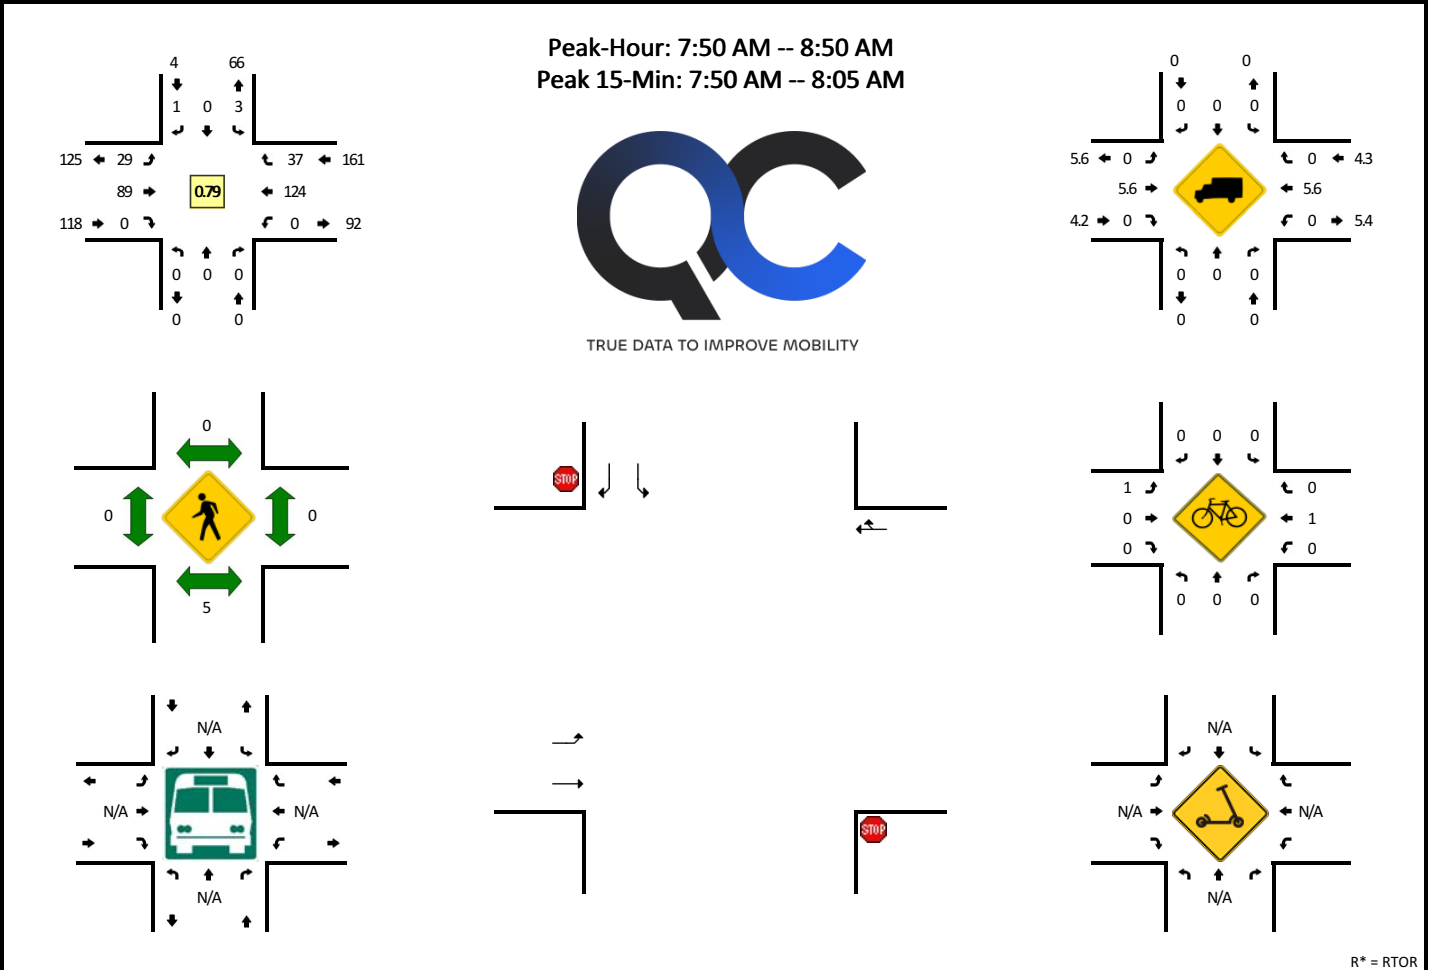 Peak-Hour: 7:50 AM -- 8:50 AM
Peak 15-Min: 7:50 AM -- 8:05 AM
4 66
1 0 3
125 29 37 161
89 0.79 124
118 0 0 92
0 0 0
0 0
QC
TRUE DATA TO IMPROVE MOBILITY
0 0
0 0 0
5.6 0 0 4.3
5.6 5.6
4.2 0 0 5.4
0 0 0
0 0
0
0 0
5
STOP
STOP
0 0 0
1 0
0 1
0 0
0 0 0
N/A
N/A N/A
N/A
N/A
N/A N/A
N/A
R* = RTOR